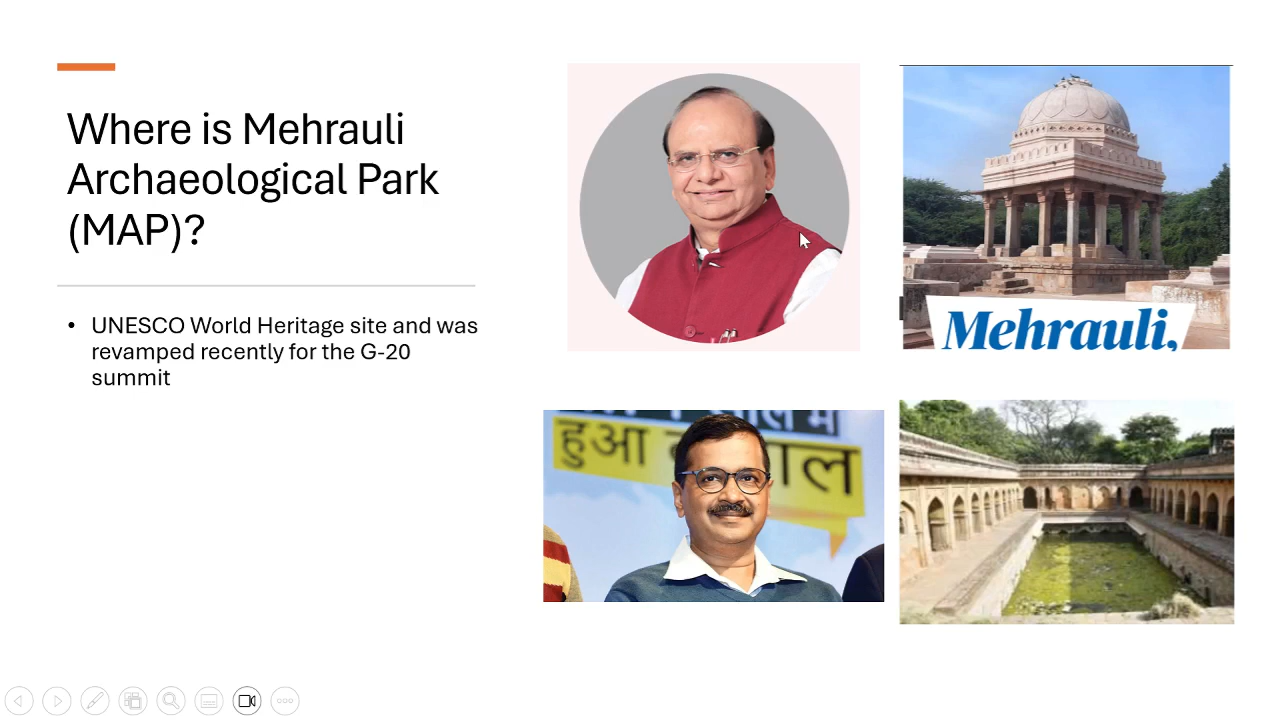 Where is Mehrauli
Archaeological Park
(MAP)?
• UNESCO World Heritage site and was
revamped recently for the G-20
summit
Mehrauli,
में
हुआ